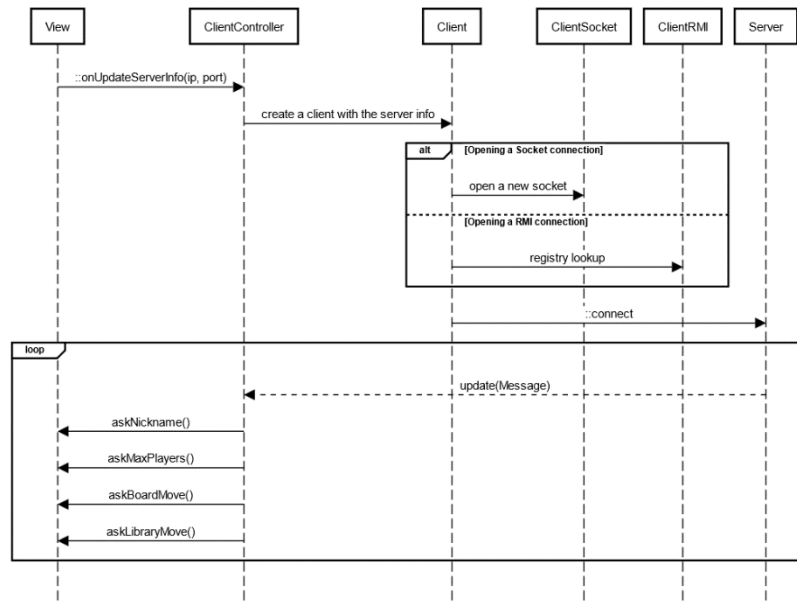 View
ClientController
Client
ClientSocket
ClientRMI
Server
::onUpdateServerInfo(ip, port)
create a client with the server info
alt
[Opening a Socket connection]
open a new socket
[Opening a RMI connection]
registry lookup
::connect
loop
update(Message)
askNickname()
askMaxPlayers()
askBoardMove()
askLibraryMove()